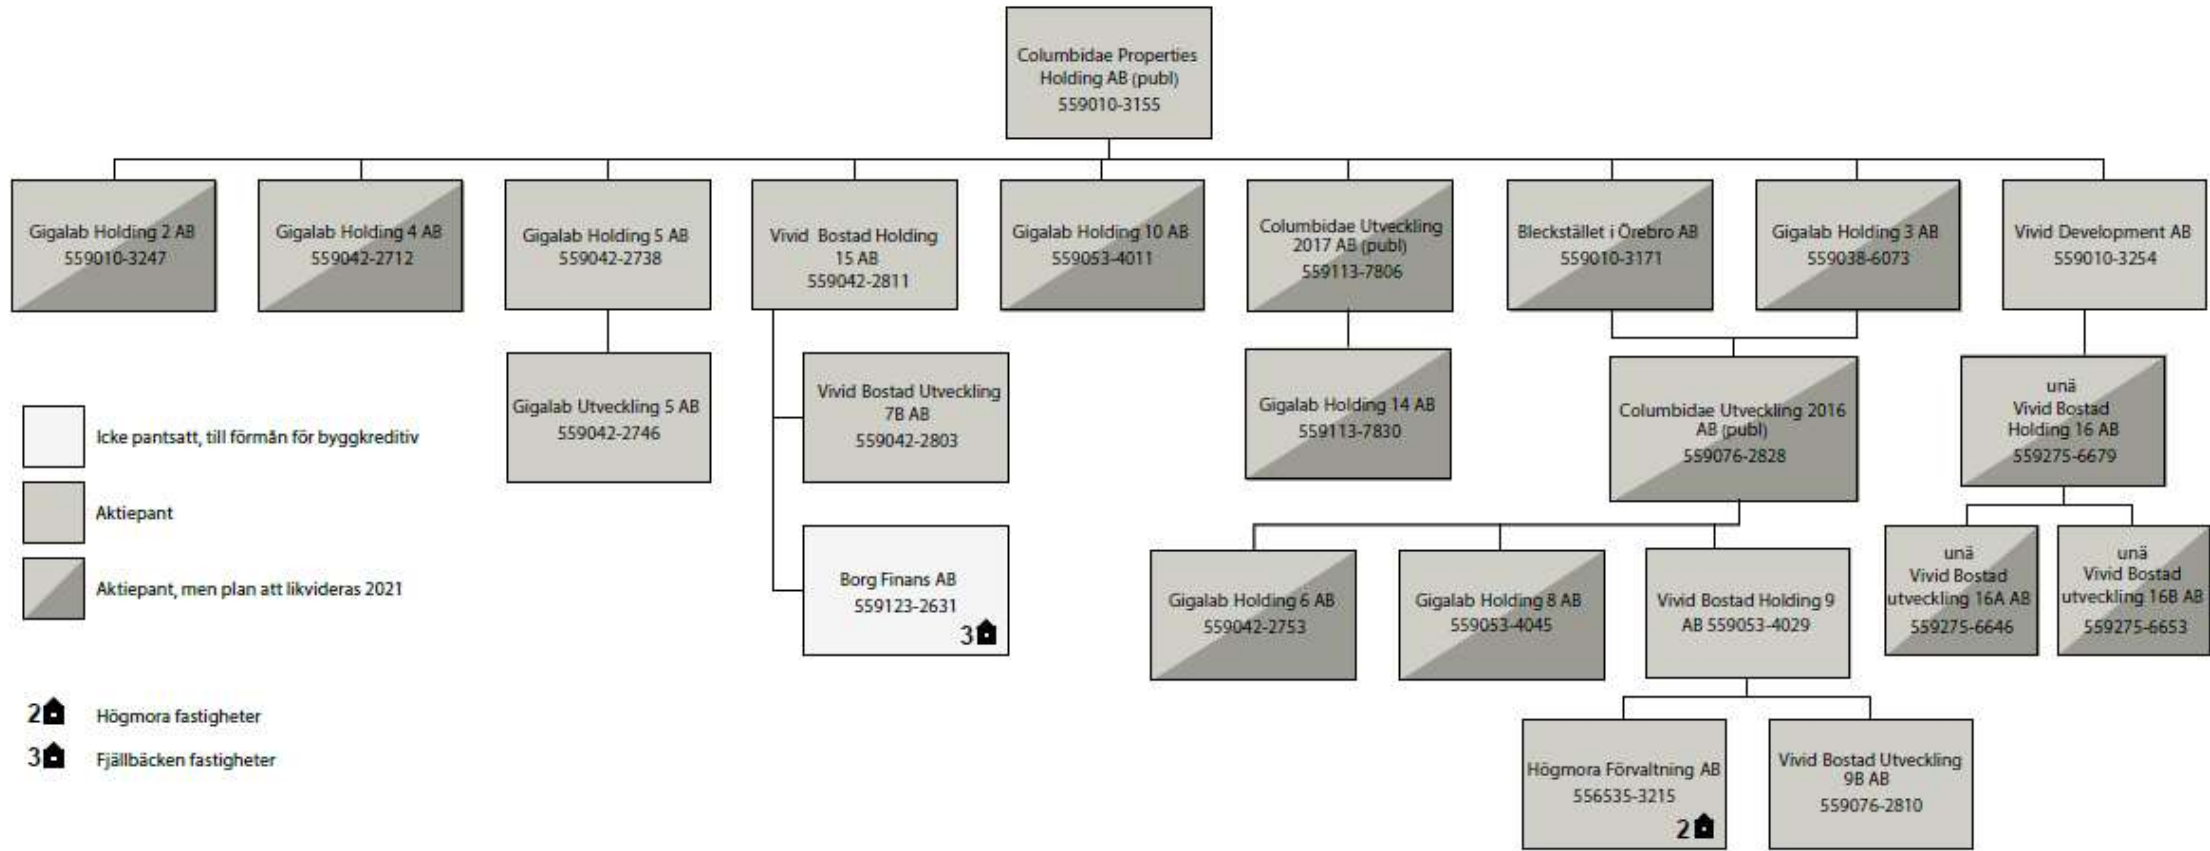 Columbidae Properties
Holding AB (publ)
559010-3155
Gigalab Holding 2 AB
559010-3247
Gigalab Holding 4 AB
559042-2712
Gigalab Holding 5 AB
559042-2738
Vivid Bostad Holding
15 AB
559042-2811
Gigalab Holding 10 AB
559053-4011
Columbidae Utveckling
2017 AB (publ)
559113-7806
Bleckstället i Örebro AB
559010-3171
Gigalab Holding 3 AB
559038-6073
Vivid Development AB
559010-3254
Gigalab Utveckling 5 AB
559042-2746
Vivid Bostad Utveckling
7B AB
559042-2803
Gigalab Holding 14 AB
559113-7830
Columbidae Utveckling 2016
AB (publ)
559076-2828
unä
Vivid Bostad
Holding 16 AB
559275-6679
Borg Finans AB
559123-2631
3
Gigalab Holding 6 AB
559042-2753
Gigalab Holding 8 AB
559053-4045
Vivid Bostad Holding 9
AB 559053-4029
unä
Vivid Bostad
utveckling 16A AB
559275-6646
unä
Vivid Bostad
utveckling 16B AB
559275-6653
Högmora Förvaltning AB
556535-3215
2
Vivid Bostad Utveckling
9B AB
559076-2810
Icke pantsatt, till förmån för byggkreditiv
Aktiepant
Aktiepant, men plan att likvideras 2021
2 Högmora fastigheter
3 Fjällbäcken fastigheter